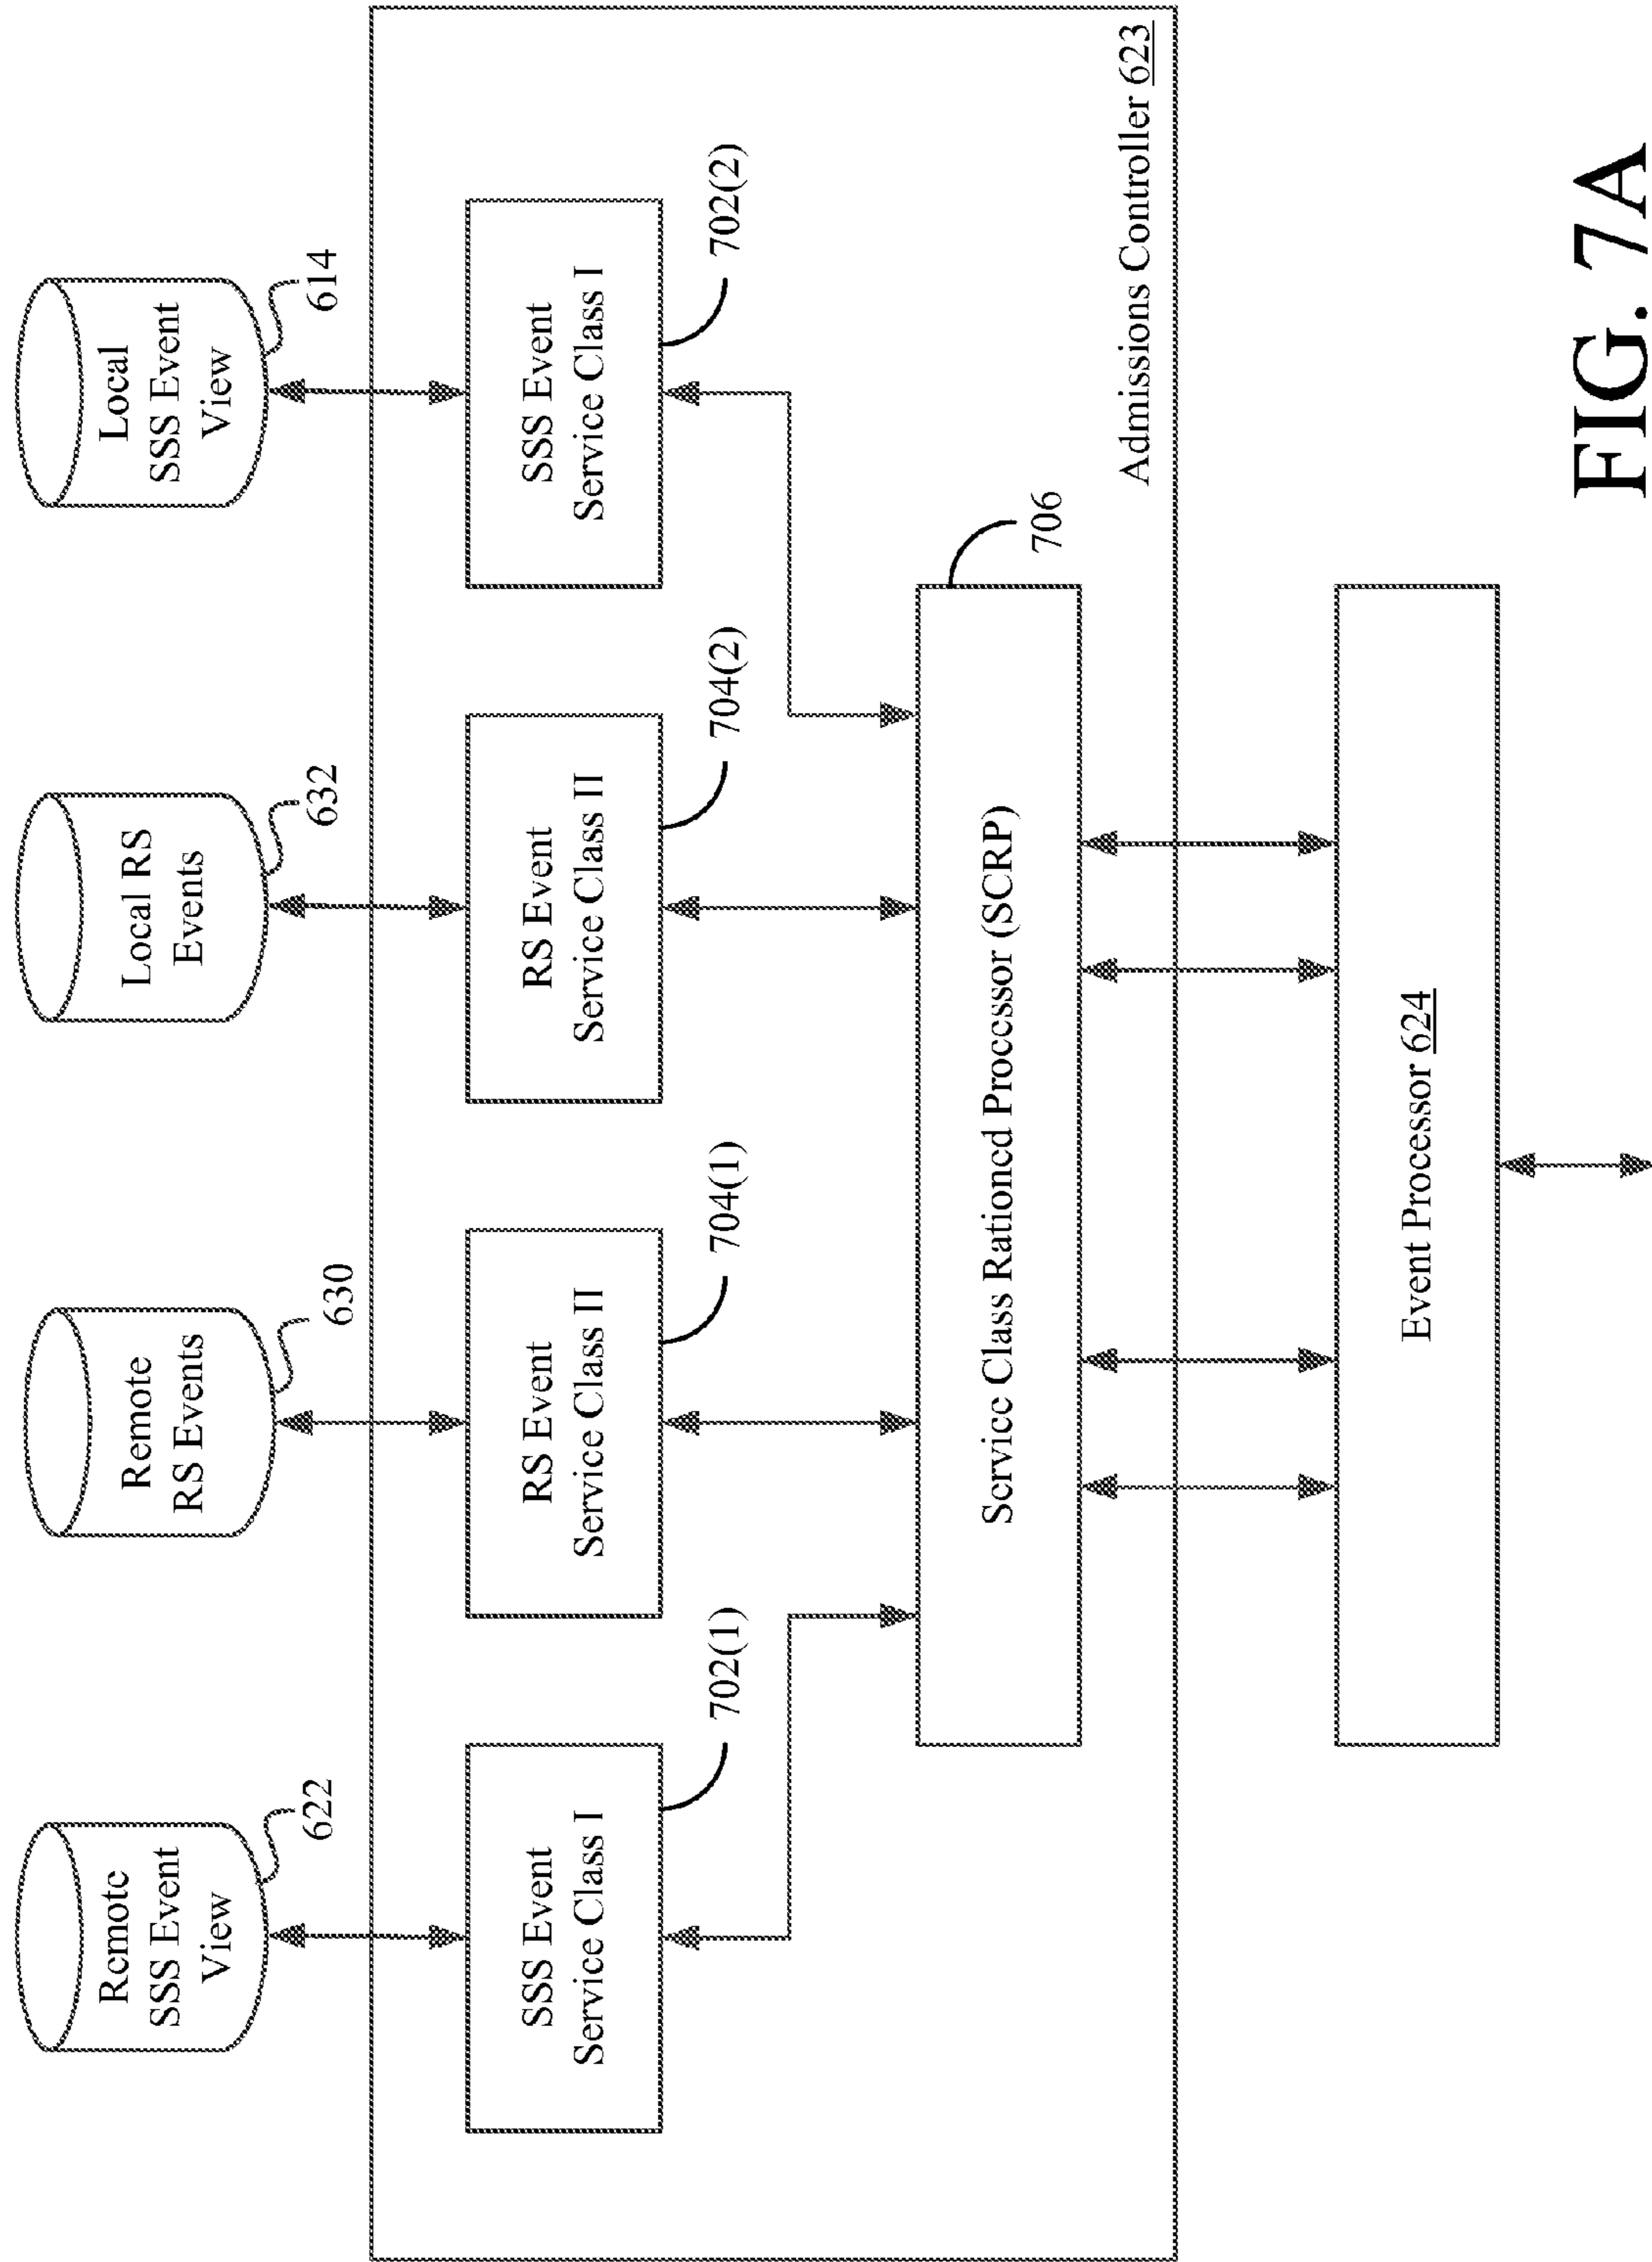 Remote
SSS Event
View
622
Remote
RS Events
630
Local RS
Events
632
Local
SSS Event
View
614
SSS Event
Service Class I
702(1)
RS Event
Service Class II
704(1)
RS Event
Service Class II
704(2)
SSS Event
Service Class I
702(2)
706
Service Class Rationed Processor (SCRP)
Admissions Controller 623
Event Processor 624
FIG. 7A